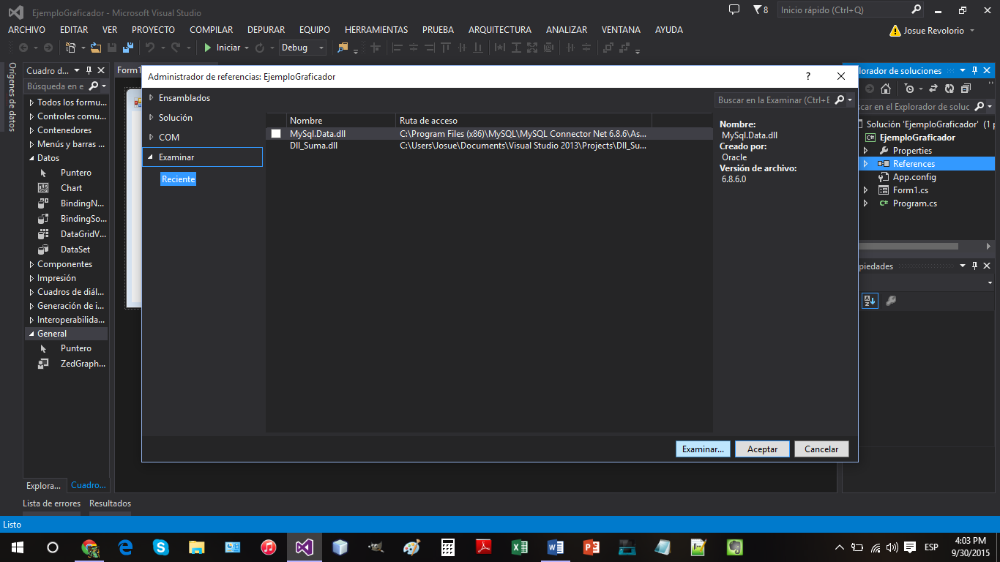 EjemploGraficador - Microsoft Visual Studio
8
Inicio rápido (Ctrl+Q)
ARCHIVO EDITAR VER PROYECTO COMPILAR DEPURAR EQUIPO HERRAMIENTAS PRUEBA ARQUITECTURA ANALIZAR VENTANA AYUDA
Josue Revolorio
Iniciar
Debug
Orígenes de datos
Cuadro d...
Búsqueda en e
Todos los formu...
Controles comu...
Contenedores
Menús y barras ...
Datos
Puntero
Chart
BindingN...
BindingSo...
DataGridV...
DataSet
Componentes
Impresión
Cuadros de diál...
Generación de i...
Interoperabilida...
General
Puntero
ZedGraph...
Explora...
Cuadro...
Form1
Administrador de referencias: EjemploGraficador
?
Ensamblados
Solución
COM
Examinar
Reciente
Nombre Ruta de acceso
MySql.Data.dll C:\Program Files (x86)\MySQL\MySQL Connector Net 6.8.6\As...
Dll_Suma.dll C:\Users\Josue\Documents\Visual Studio 2013\Projects\Dll_Su...
Buscar en la Examinar (Ctrl+E
Nombre:
MySql.Data.dll
Creado por:
Oracle
Versión de archivo:
6.8.6.0
Examinar...
Aceptar
Cancelar
lorador de soluciones
scar en el Explorador de soluc
Solución 'EjemploGraficador' (1 p
EjemploGraficador
Properties
References
App.config
Form1.cs
Program.cs
piedades
Lista de errores Resultados
Listo
ESP
4:03 PM
9/30/2015